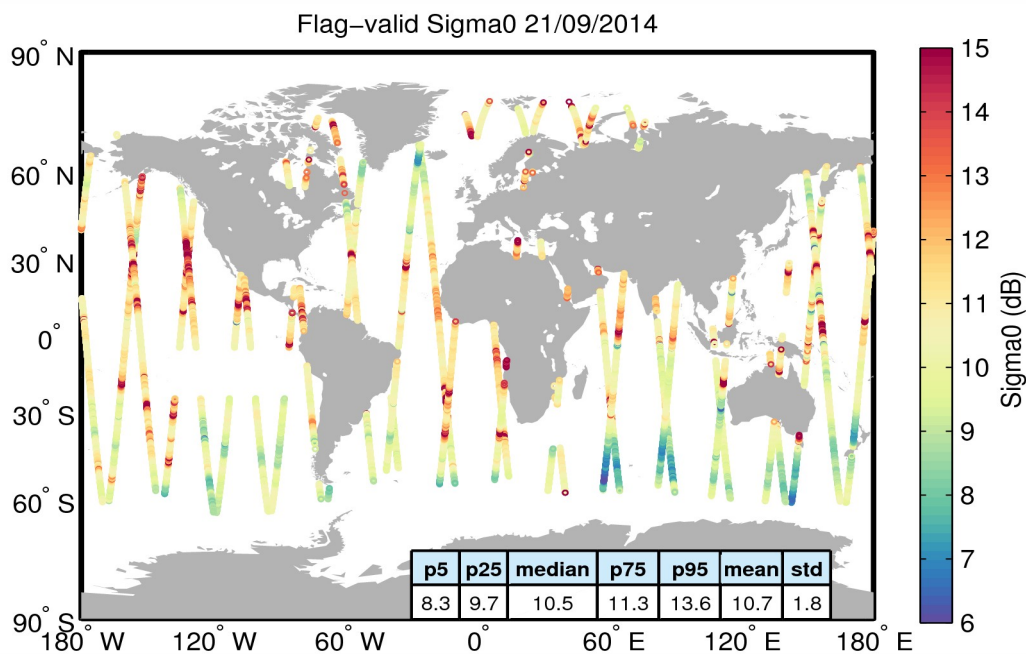 Flag−valid Sigma0 21/09/2014
90° N
60° N
30° N
0°
30° S
60° S
90° S
180° W
120° W
60° W
0°
60° E
120° E
180° E
15
14
13
12
11
10
9
8
7
6
Sigma0 (dB)
p5 p25 median p75 p95 mean std
8.3 9.7 10.5 11.3 13.6 10.7 1.8